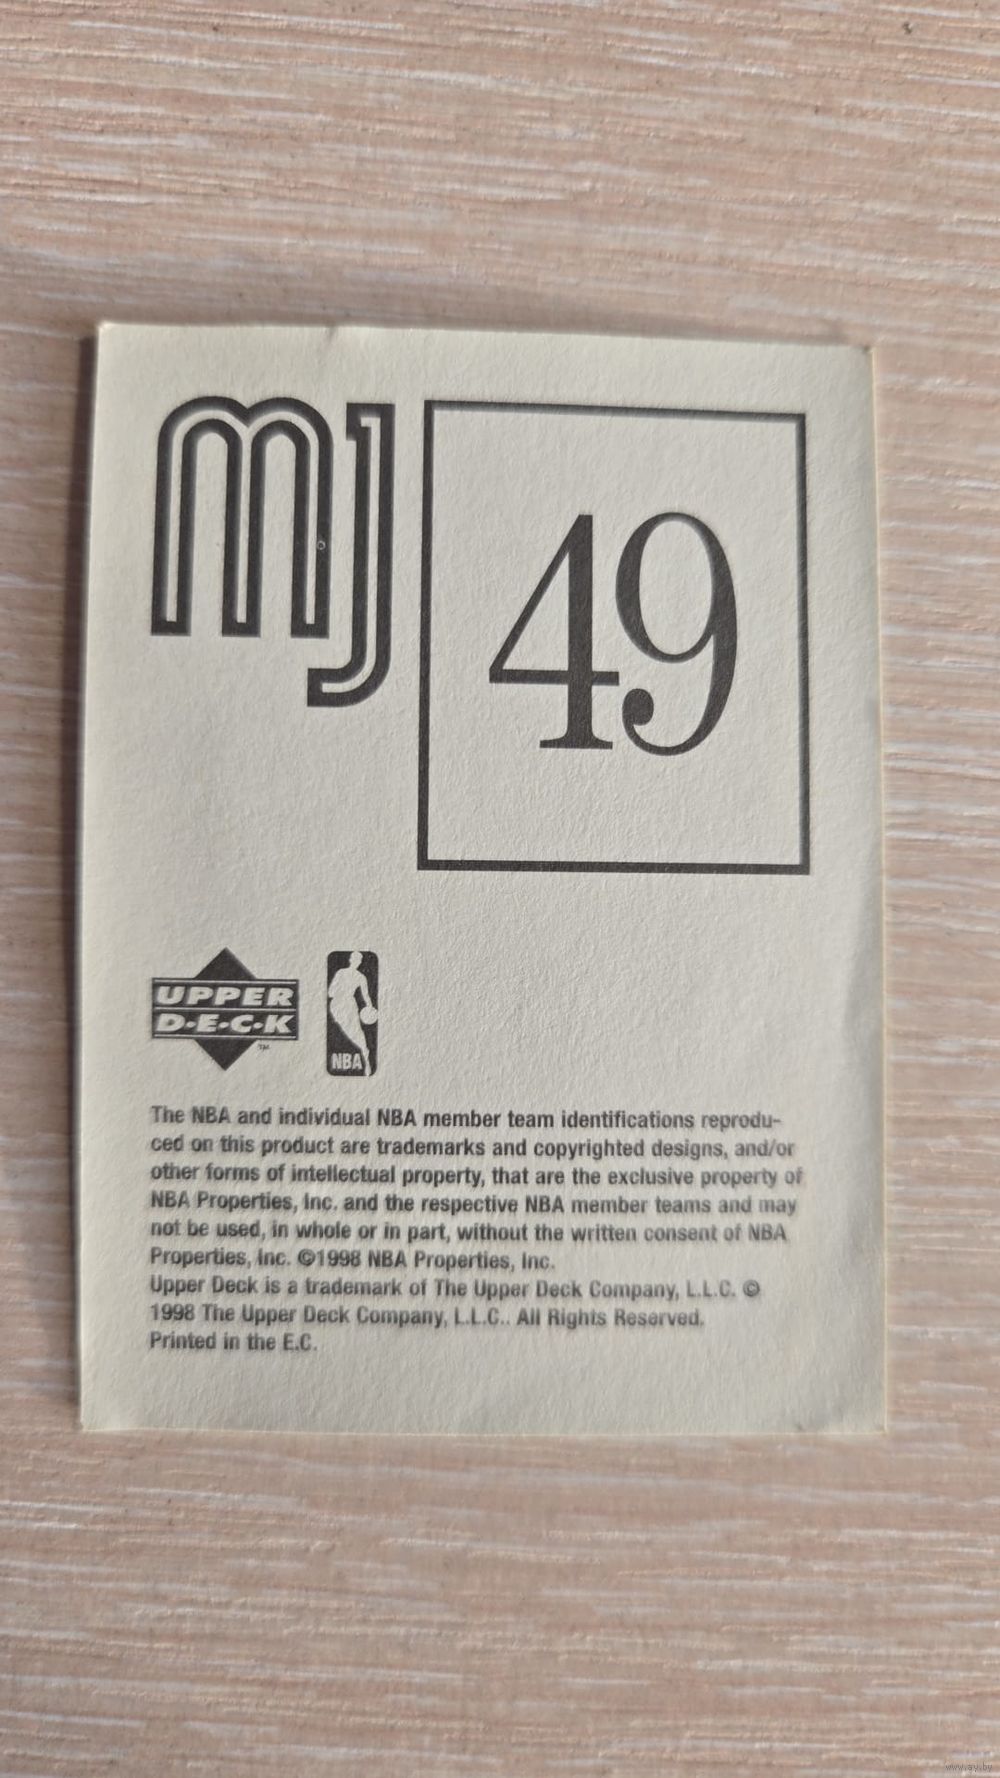 mj
49
UPPER
D·E·C·K
TM
NBA
The NBA and individual NBA member team identifications reprodu-
ced on this product are trademarks and copyrighted designs, and/or
other forms of intellectual property, that are the exclusive property of
NBA Properties, Inc. and the respective NBA member teams and may
not be used, in whole or in part, without the written consent of NBA
Properties, Inc. ©1998 NBA Properties, Inc.
Upper Deck is a trademark of The Upper Deck Company, L.L.C. ©
1998 The Upper Deck Company, L.L.C.. All Rights Reserved.
Printed in the E.C.
www.ay.by